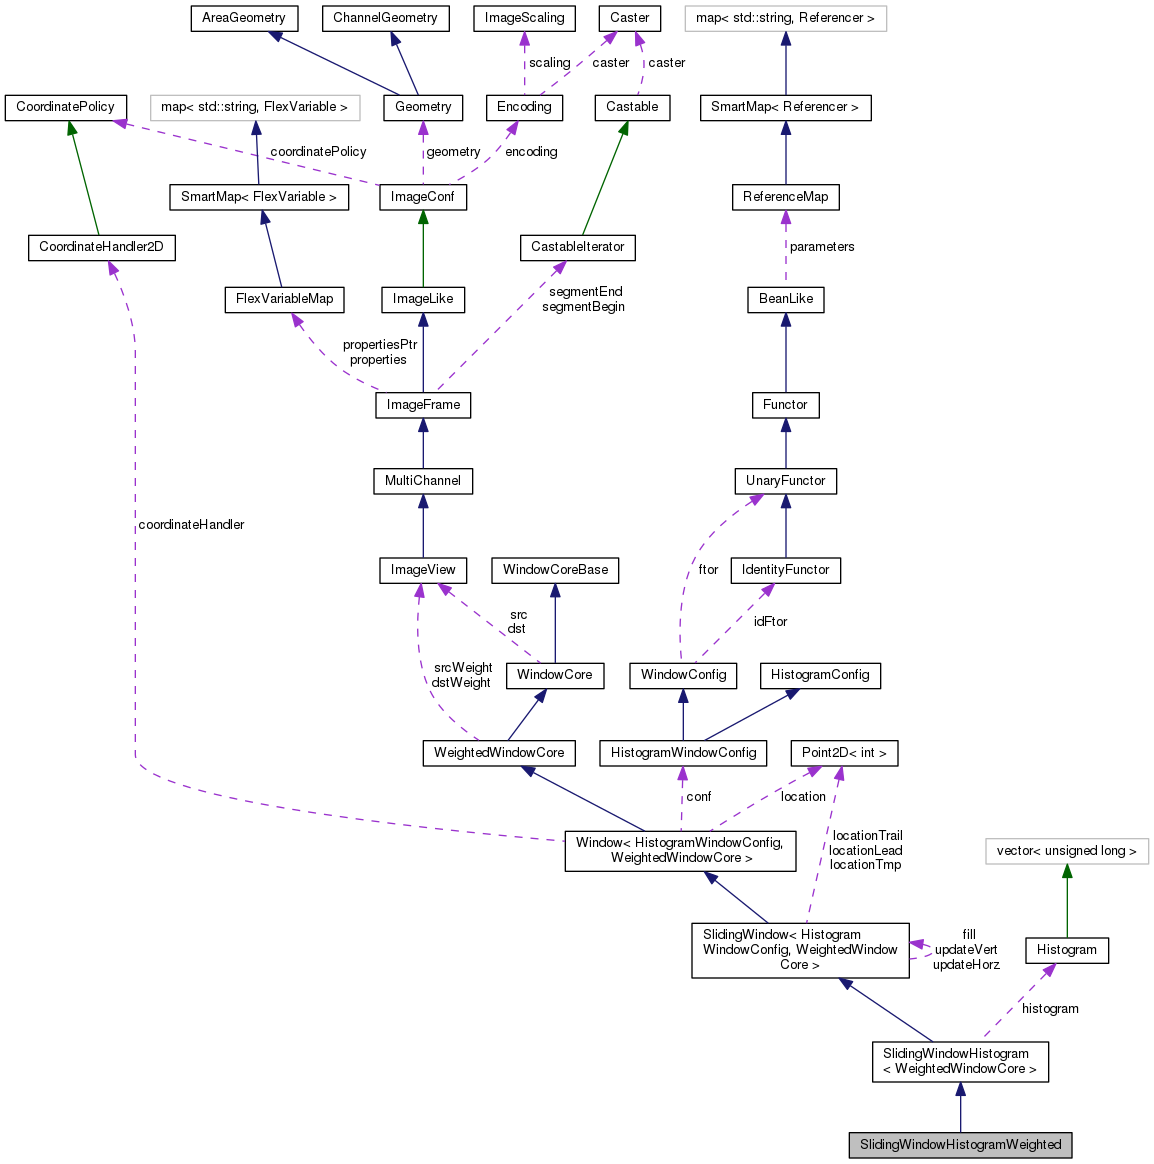 AreaGeometry
ChannelGeometry
ImageScaling
Caster
map< std::string, Referencer >
scaling
caster
caster
CoordinatePolicy
map< std::string, FlexVariable >
Geometry
Encoding
Castable
SmartMap< Referencer >
coordinatePolicy
geometry
encoding
SmartMap< FlexVariable >
ImageConf
ReferenceMap
CoordinateHandler2D
CastableIterator
parameters
FlexVariableMap
ImageLike
segmentEnd
segmentBegin
BeanLike
propertiesPtr
properties
ImageFrame
Functor
MultiChannel
UnaryFunctor
coordinateHandler
ImageView
WindowCoreBase
ftor
IdentityFunctor
src
dst
idFtor
srcWeight
dstWeight
WindowCore
WindowConfig
HistogramConfig
WeightedWindowCore
HistogramWindowConfig
Point2D< int >
conf
location
Window< HistogramWindowConfig,
WeightedWindowCore >
locationTrail
locationLead
locationTmp
vector< unsigned long >
SlidingWindow< Histogram
WindowConfig, WeightedWindow
Core >
fill
updateVert
updateHorz
Histogram
histogram
SlidingWindowHistogram
< WeightedWindowCore >
SlidingWindowHistogramWeighted